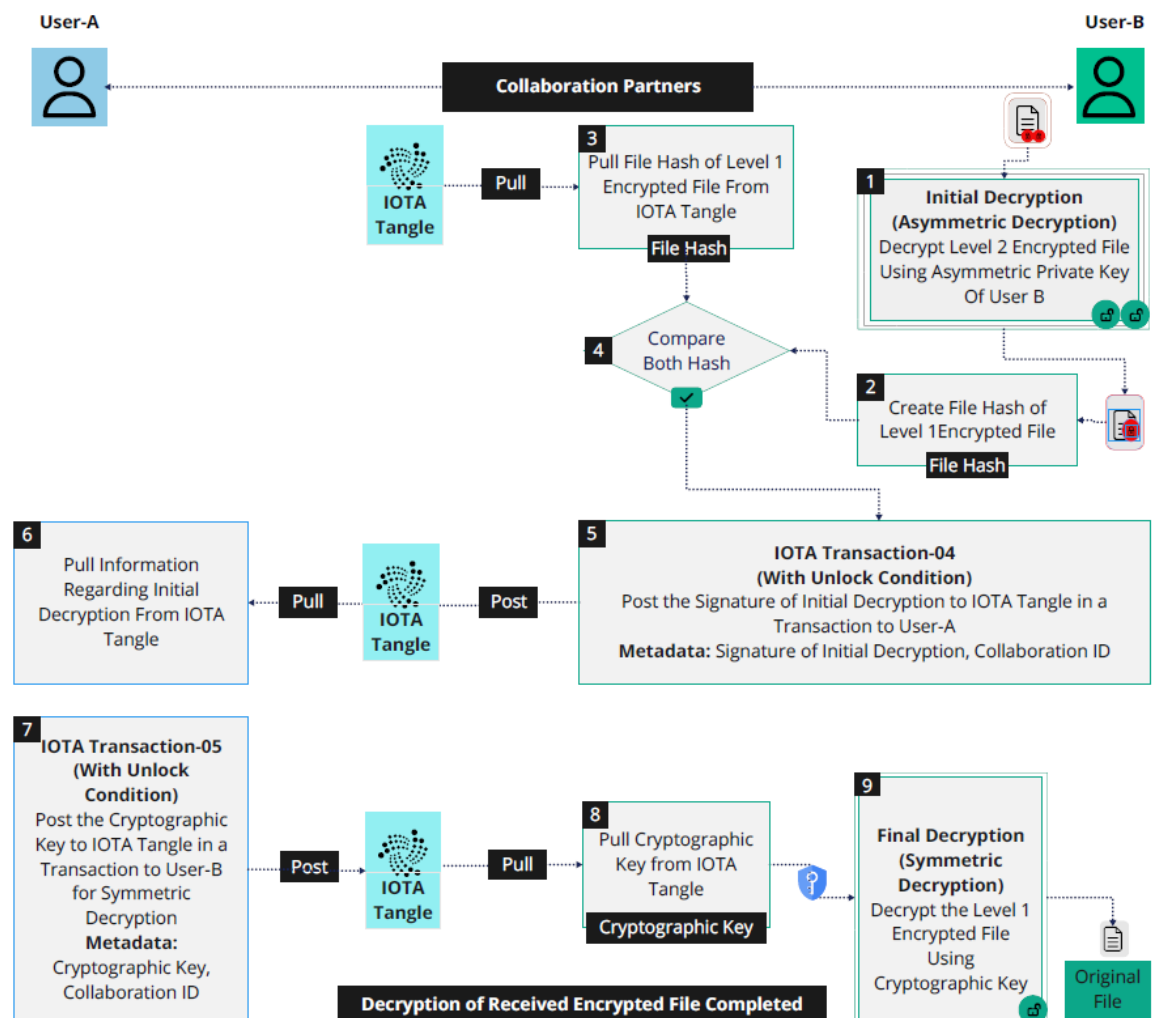 User-A
User-B
Collaboration Partners
IOTA
Tangle
Pull
3
Pull File Hash of Level 1
Encrypted File From
IOTA Tangle
File Hash
1
Initial Decryption
(Asymmetric Decryption)
Decrypt Level 2 Encrypted File
Using Asymmetric Private Key
Of User B
4
Compare
Both Hash
2
Create File Hash of
Level 1Encrypted File
File Hash
6
Pull Information
Regarding Initial
Decryption From IOTA
Tangle
Pull
IOTA
Tangle
Post
5
IOTA Transaction-04
(With Unlock Condition)
Post the Signature of Initial Decryption to IOTA Tangle in a
Transaction to User-A
Metadata: Signature of Initial Decryption, Collaboration ID
7
IOTA Transaction-05
(With Unlock
Condition)
Post the Cryptographic
Key to IOTA Tangle in a
Transaction to User-B
for Symmetric
Decryption
Metadata:
Cryptographic Key,
Collaboration ID
Post
IOTA
Tangle
Pull
8
Pull Cryptographic
Key from IOTA
Tangle
Cryptographic Key
9
Final Decryption
(Symmetric
Decryption)
Decrypt the Level 1
Encrypted File
Using
Cryptographic Key
Original
File
Decryption of Received Encrypted File Completed